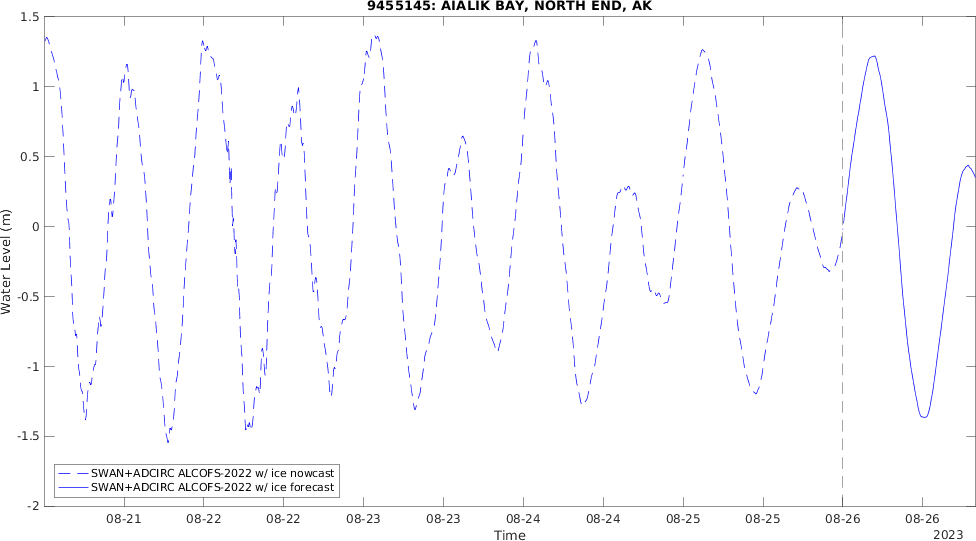 9455145: AIALIK BAY, NORTH END, AK
Water Level (m)
1.5
1
0.5
0
-0.5
-1
-1.5
-2
SWAN+ADCIRC ALCOFS-2022 w/ ice nowcast
SWAN+ADCIRC ALCOFS-2022 w/ ice forecast
08-21 08-22 08-22 08-23 08-23 08-24 08-24 08-25 08-25 08-26 08-26
Time
2023